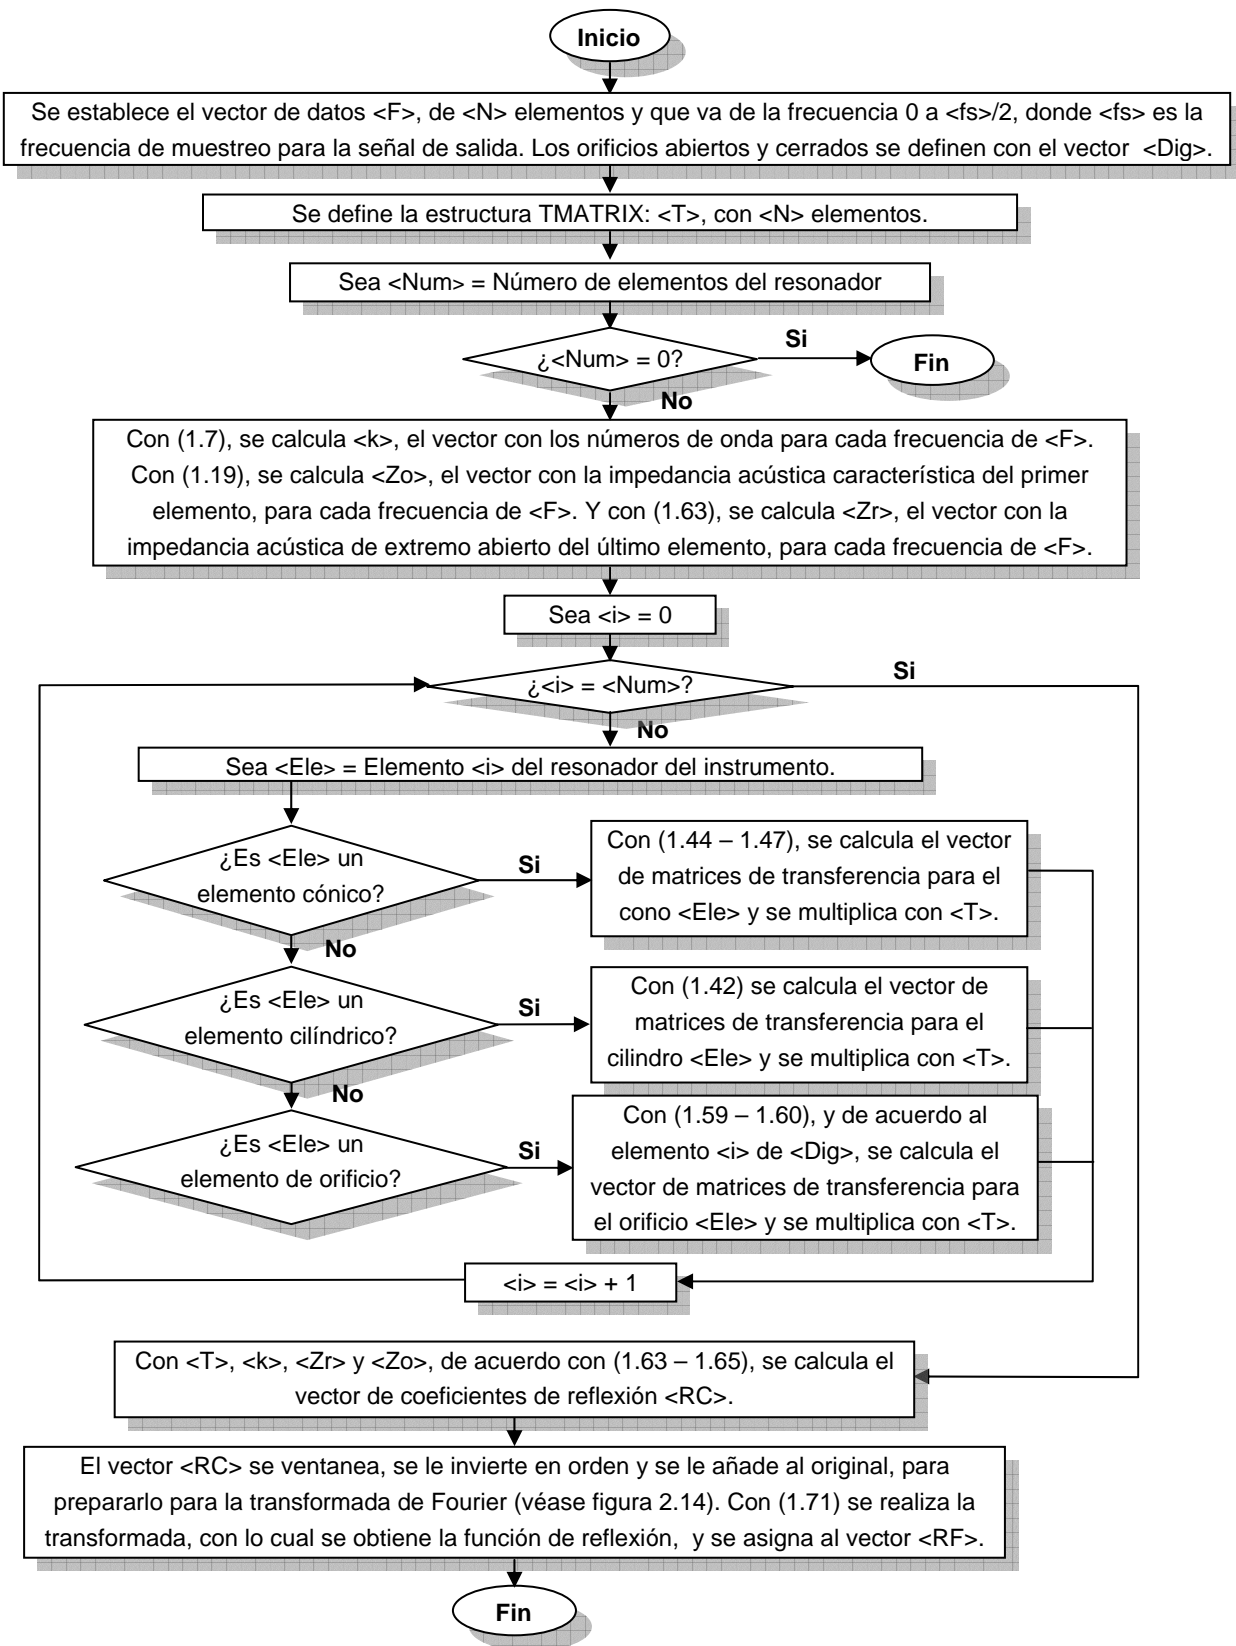 Inicio
Se establece el vector de datos <F>, de <N> elementos y que va de la frecuencia 0 a <fs>/2, donde <fs> es la
frecuencia de muestreo para la señal de salida. Los orificios abiertos y cerrados se definen con el vector <Dig>.
Se define la estructura TMATRIX: <T>, con <N> elementos.
Sea <Num> = Número de elementos del resonador
¿<Num> = 0?
Si
Fin
No
Con (1.7), se calcula <k>, el vector con los números de onda para cada frecuencia de <F>.
Con (1.19), se calcula <Zo>, el vector con la impedancia acústica característica del primer
elemento, para cada frecuencia de <F>. Y con (1.63), se calcula <Zr>, el vector con la
impedancia acústica de extremo abierto del último elemento, para cada frecuencia de <F>.
Sea <i> = 0
¿<i> = <Num>?
Si
No
Sea <Ele> = Elemento <i> del resonador del instrumento.
¿Es <Ele> un
elemento cónico?
Si
Con (1.44 – 1.47), se calcula el vector
de matrices de transferencia para el
cono <Ele> y se multiplica con <T>.
No
¿Es <Ele> un
elemento cilíndrico?
Si
Con (1.42) se calcula el vector de
matrices de transferencia para el
cilindro <Ele> y se multiplica con <T>.
No
¿Es <Ele> un
elemento de orificio?
Si
Con (1.59 – 1.60), y de acuerdo al
elemento <i> de <Dig>, se calcula el
vector de matrices de transferencia para
el orificio <Ele> y se multiplica con <T>.
<i> = <i> + 1
Con <T>, <k>, <Zr> y <Zo>, de acuerdo con (1.63 – 1.65), se calcula el
vector de coeficientes de reflexión <RC>.
El vector <RC> se ventanea, se le invierte en orden y se le añade al original, para
prepararlo para la transformada de Fourier (véase figura 2.14). Con (1.71) se realiza la
transformada, con lo cual se obtiene la función de reflexión, y se asigna al vector <RF>.
Fin